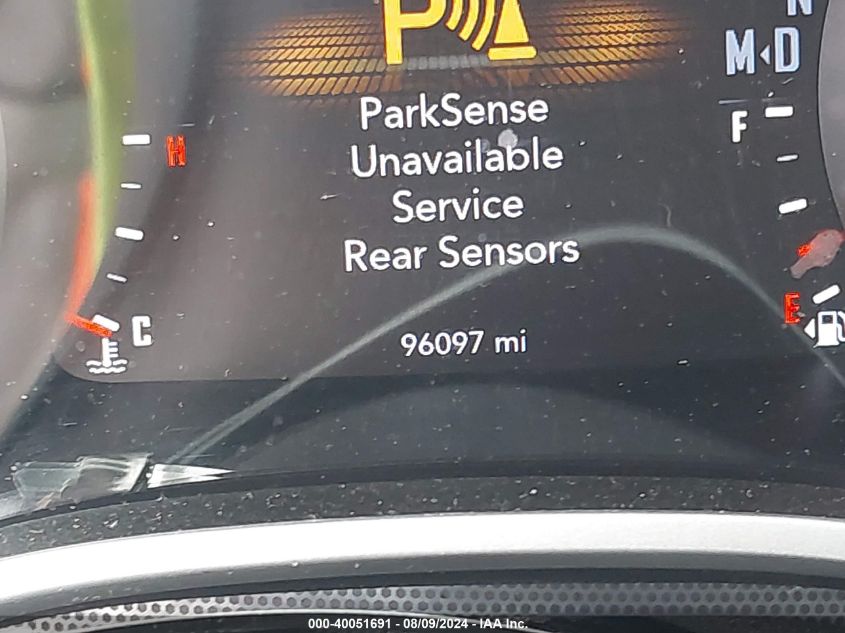 P
N
M◂D
ParkSense
Unavailable
Service
Rear Sensors
H
F
C
E
96097 mi
000-40051691 - 08/09/2024 - IAA Inc.